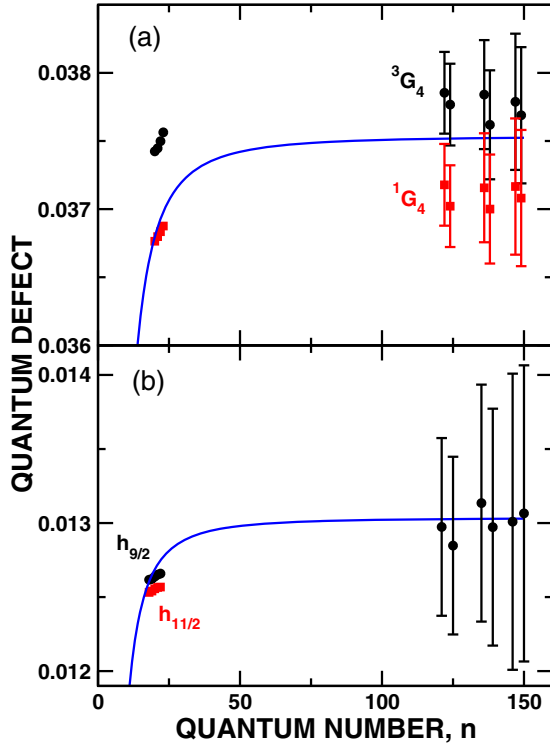 (a)
0.038
³G₄
0.037
¹G₄
0.036
QUANTUM DEFECT
(b)
0.014
0.013
h₉/₂
h₁₁/₂
0.012
0 50 100 150
QUANTUM NUMBER, n